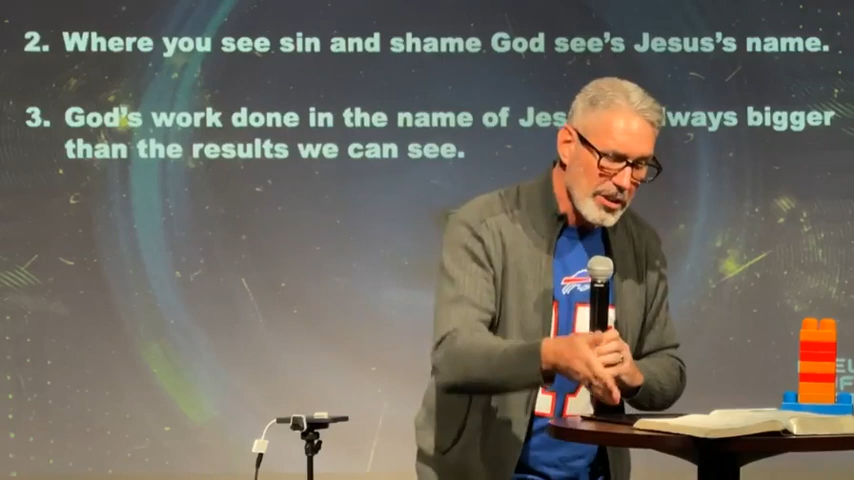 2. Where you see sin and shame God see's Jesus's name.
3. God's work done in the name of Jes lways bigger
than the results we can see.